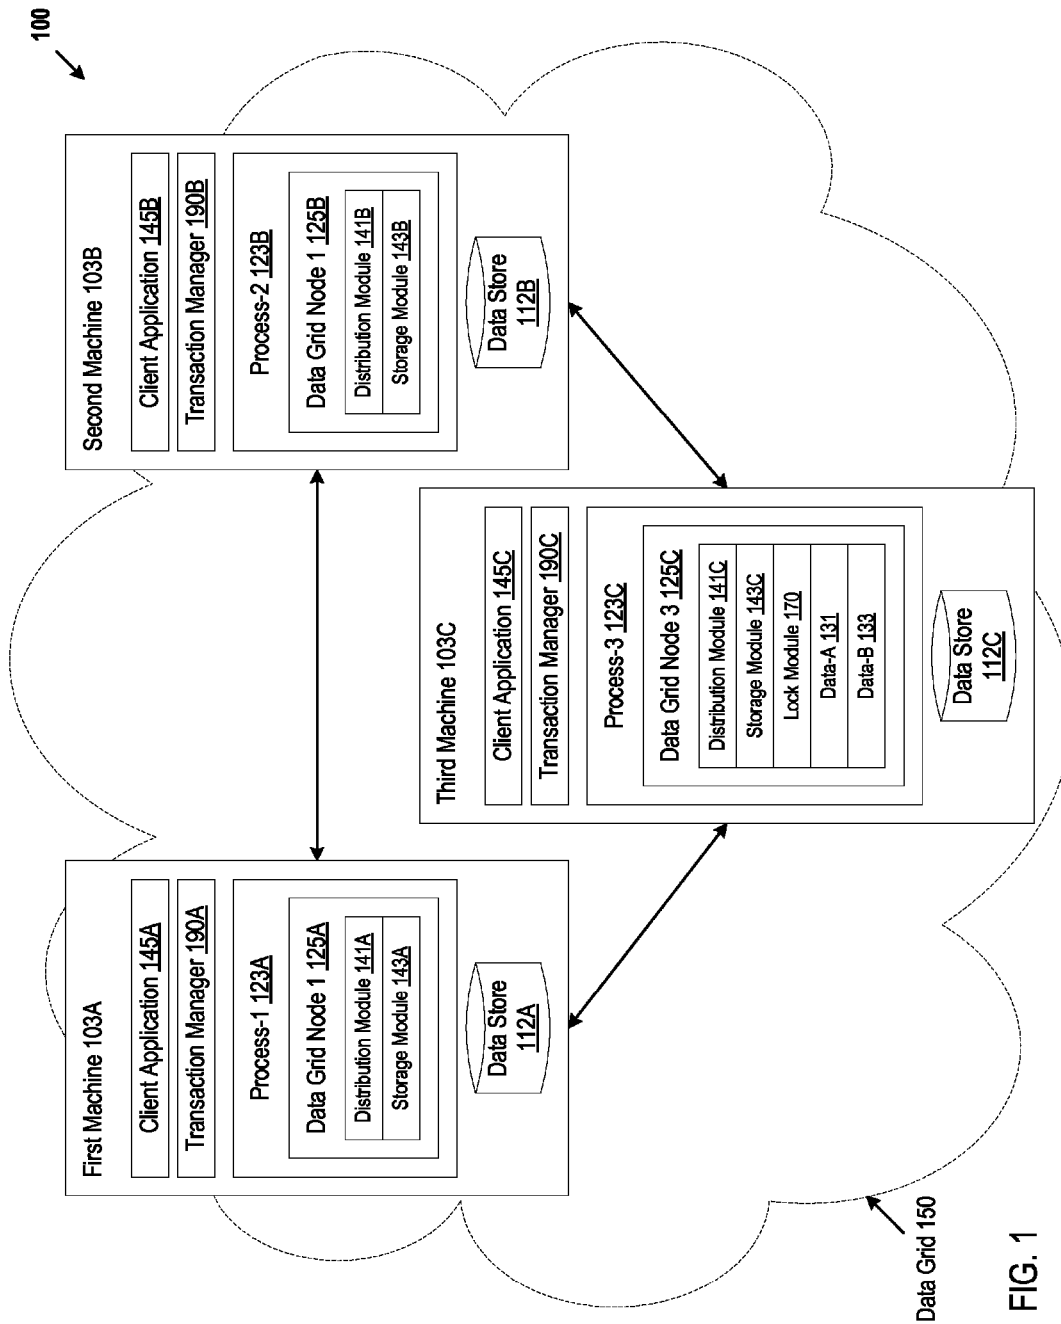 100
First Machine 103A
Client Application 145A
Transaction Manager 190A
Process-1 123A
Data Grid Node 1 125A
Distribution Module 141A
Storage Module 143A
Data Store
112A
Second Machine 103B
Client Application 145B
Transaction Manager 190B
Process-2 123B
Data Grid Node 1 125B
Distribution Module 141B
Storage Module 143B
Data Store
112B
Third Machine 103C
Client Application 145C
Transaction Manager 190C
Process-3 123C
Data Grid Node 3 125C
Distribution Module 141C
Storage Module 143C
Lock Module 170
Data-A 131
Data-B 133
Data Store
112C
Data Grid 150
FIG. 1